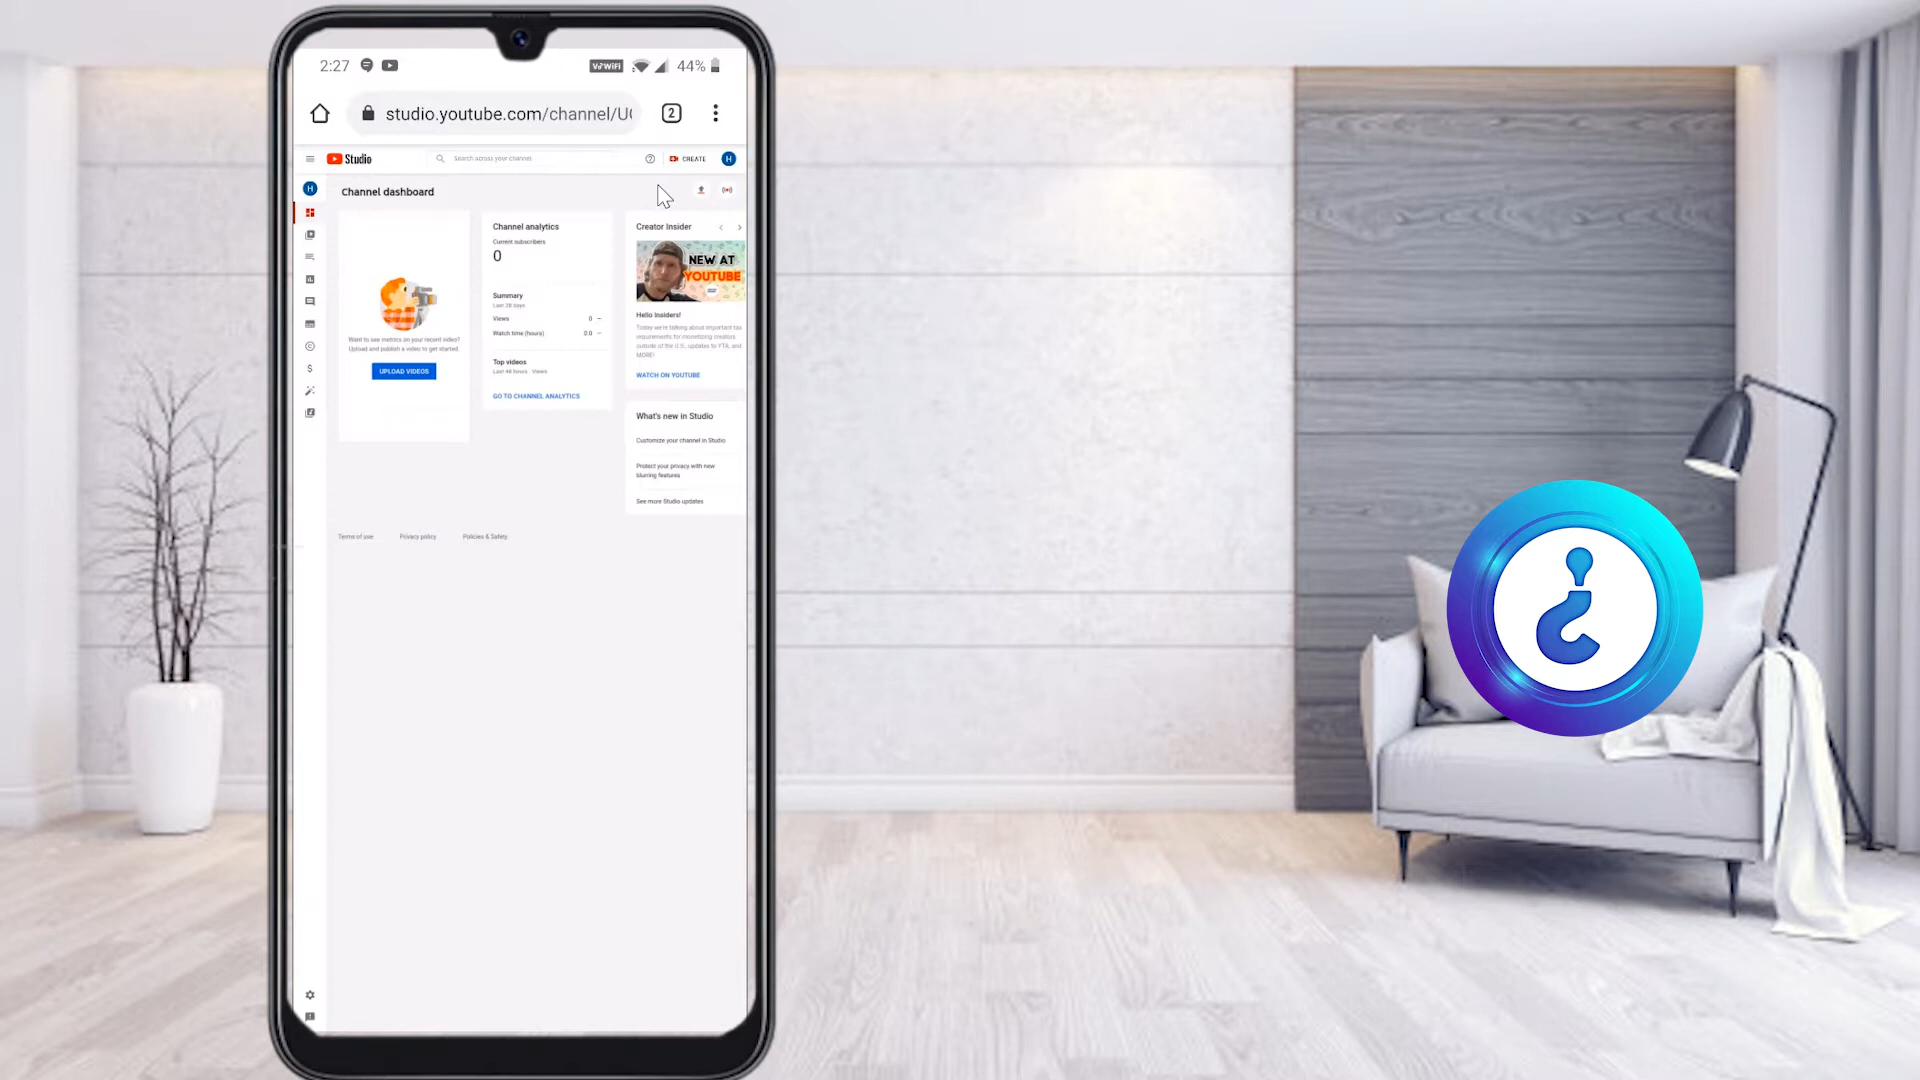 2:27
VoWiFi
44%
studio.youtube.com/channel/U
2
Studio
Search across your channel
CREATE
H
H
Channel dashboard
Want to see metrics on your recent video?
Upload and publish a video to get started.
UPLOAD VIDEOS
Channel analytics
Current subscribers
0
Summary
Last 28 days
Views 0 —
Watch time (hours) 0.0 —
Top videos
Last 48 hours · Views
GO TO CHANNEL ANALYTICS
Creator Insider
NEW AT
YOUTUBE
Hello Insiders!
Today we're talking about important tax
requirements for monetizing creators
outside of the U.S., updates to YTA, and
MORE!
WATCH ON YOUTUBE
What's new in Studio
Customize your channel in Studio
Protect your privacy with new
blurring features
See more Studio updates
Terms of use
Privacy policy
Policies & Safety
¿